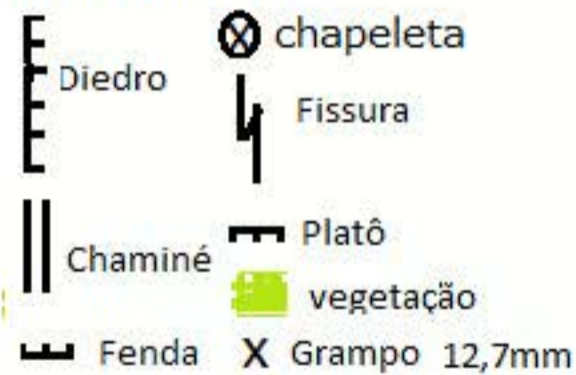 chapeleta
Diedro
Fissura
Platô
Chaminé
vegetação
Fenda
X Grampo 12,7mm